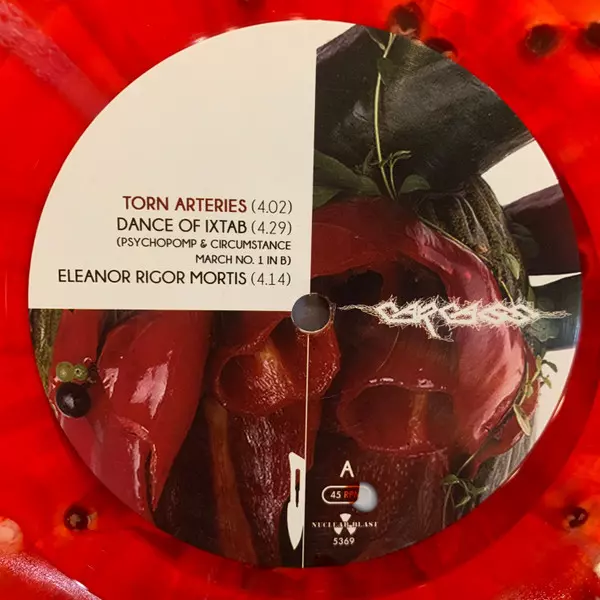 TORN ARTERIES (4.02)
DANCE OF IXTAB (4.29)
(PSYCHOPOMP & CIRCUMSTANCE
MARCH NO. 1 IN B)
ELEANOR RIGOR MORTIS (4.14)
CARCASS
A
45 RPM
NUCLEAR BLAST
5369